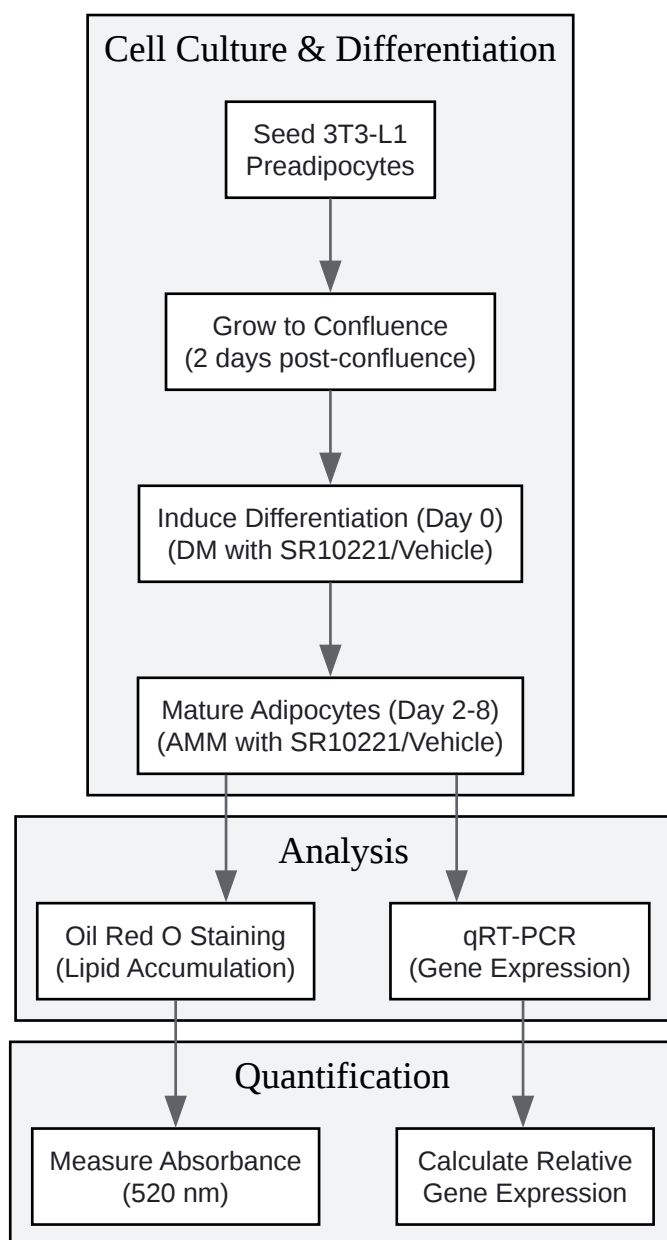 Cell Culture & Differentiation
Seed 3T3-L1
Preadipocytes
Grow to Confluence
(2 days post-confluence)
Induce Differentiation (Day 0)
(DM with SR10221/Vehicle)
Mature Adipocytes (Day 2-8)
(AMM with SR10221/Vehicle)
Analysis
Oil Red O Staining
(Lipid Accumulation)
qRT-PCR
(Gene Expression)
Quantification
Measure Absorbance
(520 nm)
Calculate Relative
Gene Expression